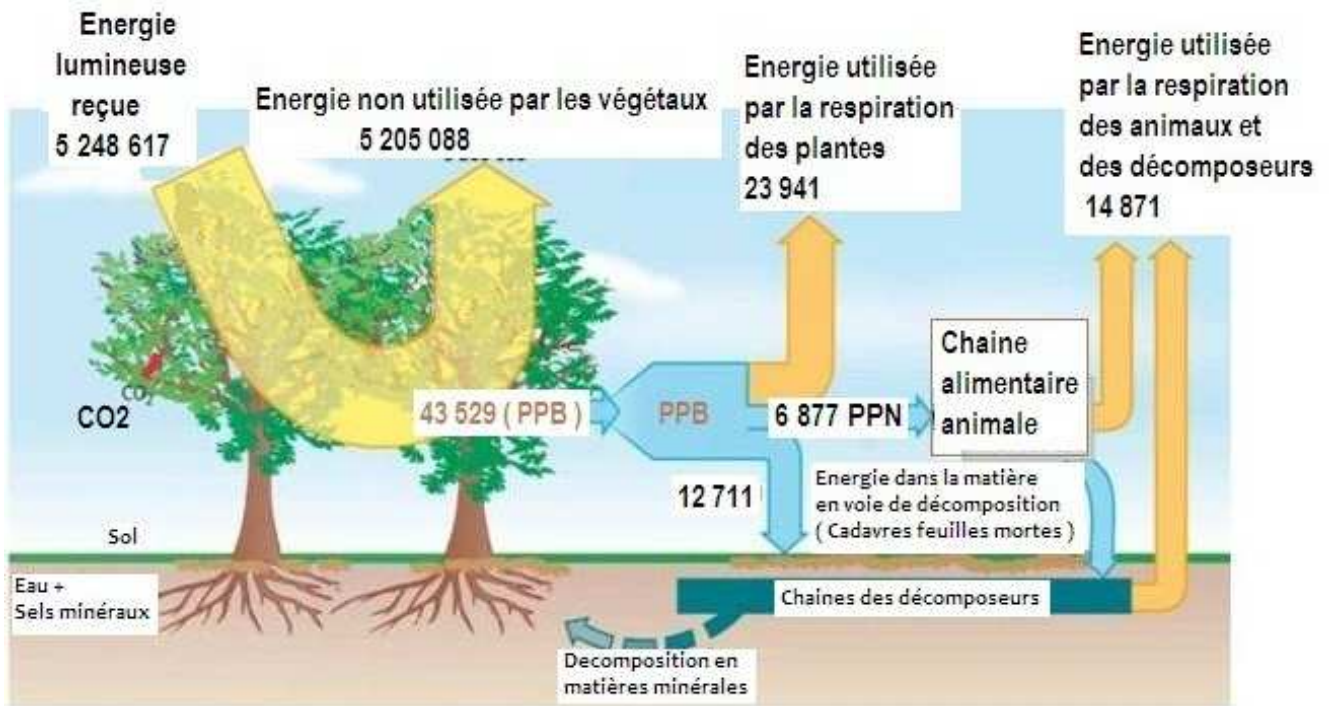 Energie
lumineuse
reçue
5 248 617
Energie non utilisée par les végétaux
5 205 088
Energie utilisée
par la respiration
des plantes
23 941
Energie utilisée
par la respiration
des animaux et
des décomposeurs
14 871
CO2
43 529 ( PPB )
PPB
6 877 PPN
Chaine
alimentaire
animale
12 711
Energie dans la matière
en voie de décomposition
( Cadavres feuilles mortes )
Sol
Eau +
Sels minéraux
Chaines des décomposeurs
Decomposition en
matières minérales